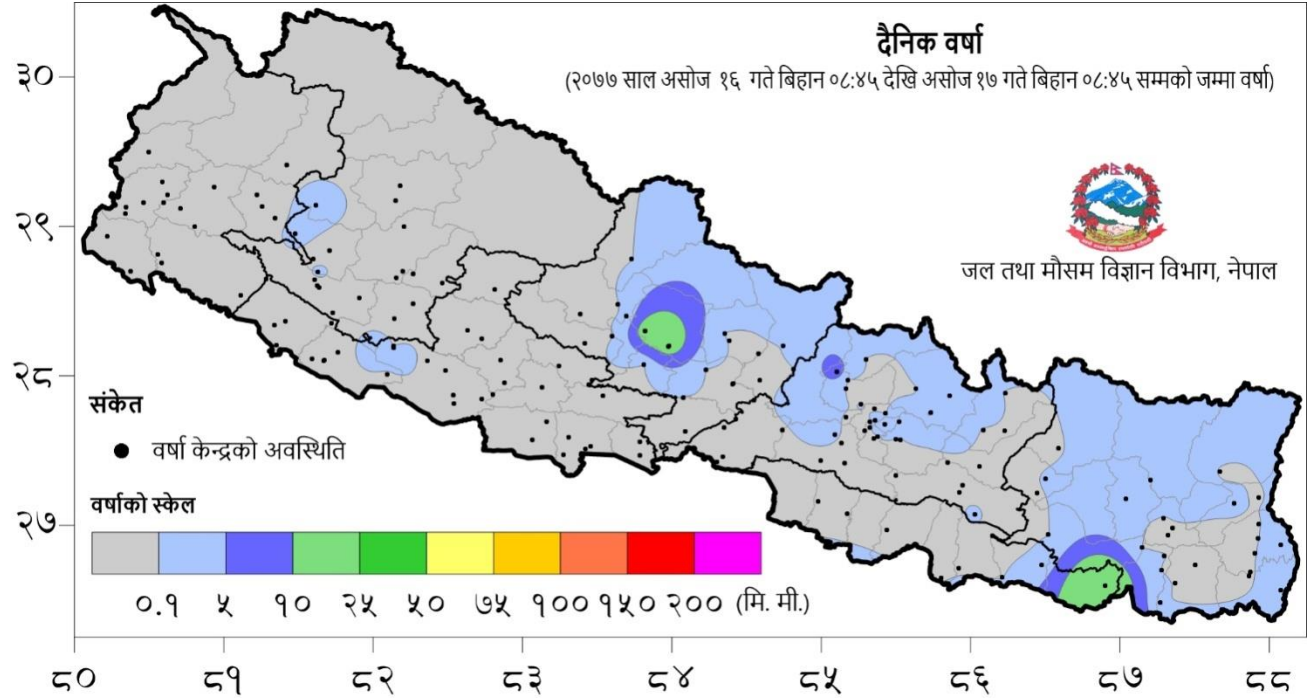 दैनिक वर्षा
(२०७७ साल असोज १६ गते बिहान ०८:४५ देखि असोज १७ गते बिहान ०८:४५ सम्मको जम्मा वर्षा)
जल तथा मौसम विज्ञान विभाग, नेपाल
३०
२९
२८
२७
संकेत
वर्षा केन्द्रको अवस्थिति
वर्षाको स्केल
०.१ ५ १० २५ ५० ७५ १०० १५० २०० (मि. मी.)
८० ८१ ८२ ८३ ८४ ८५ ८६ ८७ ८८